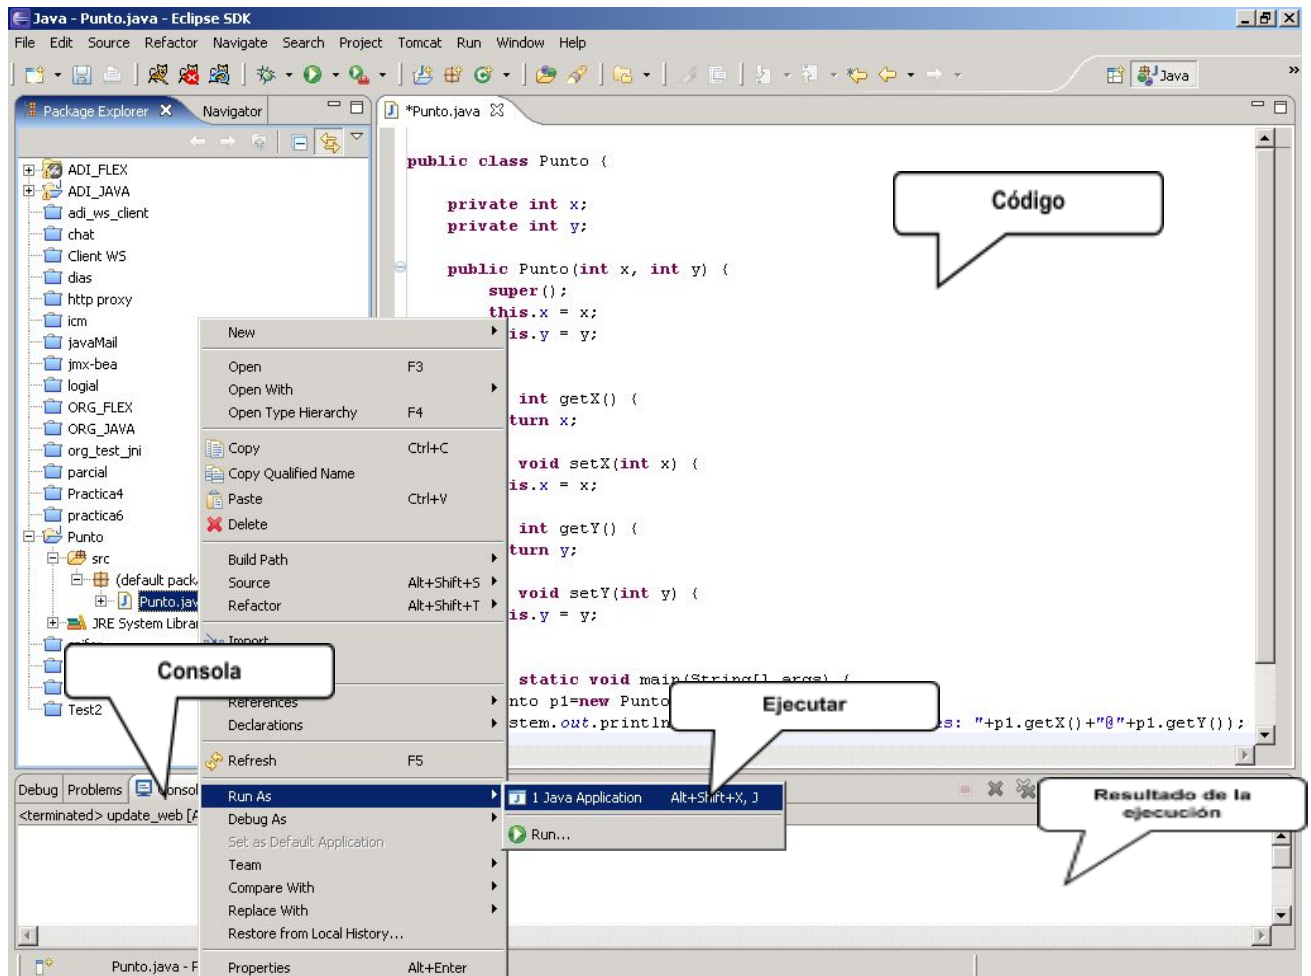 Java - Punto.java - Eclipse SDK
File Edit Source Refactor Navigate Search Project Tomcat Run Window Help
Java
»
Package Explorer
Navigator
*Punto.java
ADI_FLEX
ADI_JAVA
adi_ws_client
chat
Client WS
dias
http proxy
icm
javaMail
jmx-bea
logial
ORG_FLEX
ORG_JAVA
org_test_jni
parcial
Practica4
practica6
Punto
src
(default pack
Punto.jav
JRE System Librar
Test2
public class Punto {
private int x;
private int y;
public Punto(int x, int y) {
super();
this.x = x;
is.y = y;
int getX() {
turn x;
void setX(int x) {
is.x = x;
int getY() {
turn y;
void setY(int y) {
is.y = y;
static void main(String[] args) {
nto p1=new Punto
stem.out.println
es: "+p1.getX()+"@"+p1.getY());
Código
Consola
Ejecutar
Resultado de la
ejecución
New
Open F3
Open With
Open Type Hierarchy F4
Copy Ctrl+C
Copy Qualified Name
Paste Ctrl+V
Delete
Build Path
Source Alt+Shift+S
Refactor Alt+Shift+T
Import
References
Declarations
Refresh F5
Run As
Debug As
Set as Default Application
Team
Compare With
Replace With
Restore from Local History...
Properties Alt+Enter
1 Java Application Alt+Shift+X, J
Run...
Debug Problems Consol
<terminated> update_web [A
Punto.java - P